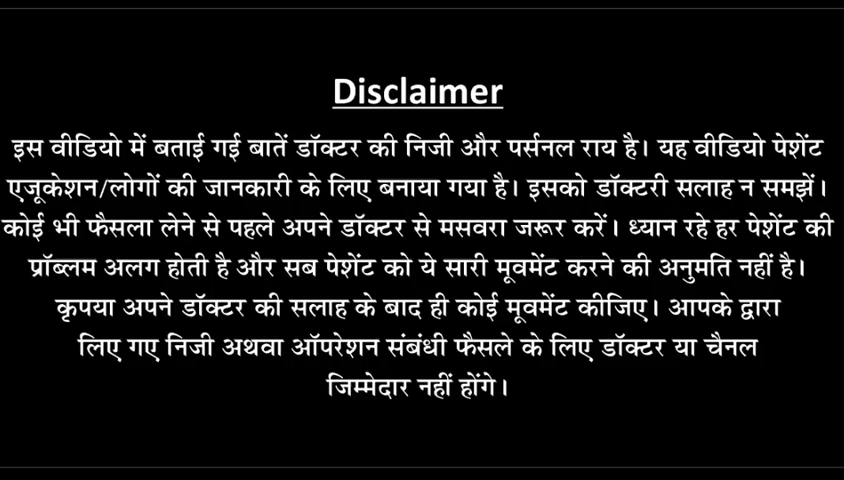 Disclaimer
इस वीडियो में बताई गई बातें डॉक्टर की निजी और पर्सनल राय है। यह वीडियो पेशेंट
एजूकेशन/लोगों की जानकारी के लिए बनाया गया है। इसको डॉक्टरी सलाह न समझें।
कोई भी फैसला लेने से पहले अपने डॉक्टर से मसवरा जरूर करें। ध्यान रहे हर पेशेंट की
प्रॉब्लम अलग होती है और सब पेशेंट को ये सारी मूवमेंट करने की अनुमति नहीं है।
कृपया अपने डॉक्टर की सलाह के बाद ही कोई मूवमेंट कीजिए। आपके द्वारा
लिए गए निजी अथवा ऑपरेशन संबंधी फैसले के लिए डॉक्टर या चैनल
जिम्मेदार नहीं होंगे।